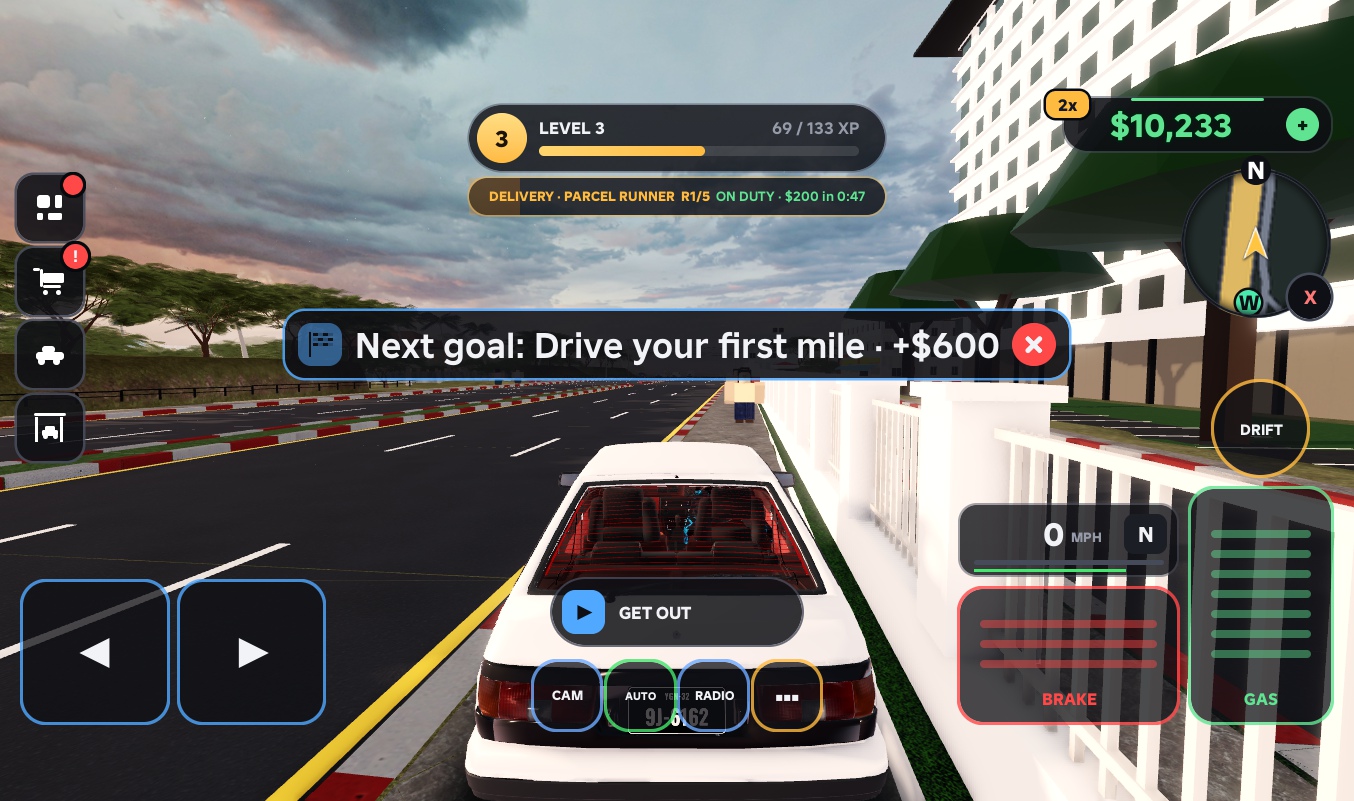 2x
$10,233
+
3
LEVEL 3
69 / 133 XP
DELIVERY · PARCEL RUNNER R1/5 ON DUTY · $200 in 0:47
N
W
X
!
Next goal: Drive your first mile · +$600
DRIFT
0 MPH
N
GET OUT
CAM
AUTO
RADIO
BRAKE
GAS